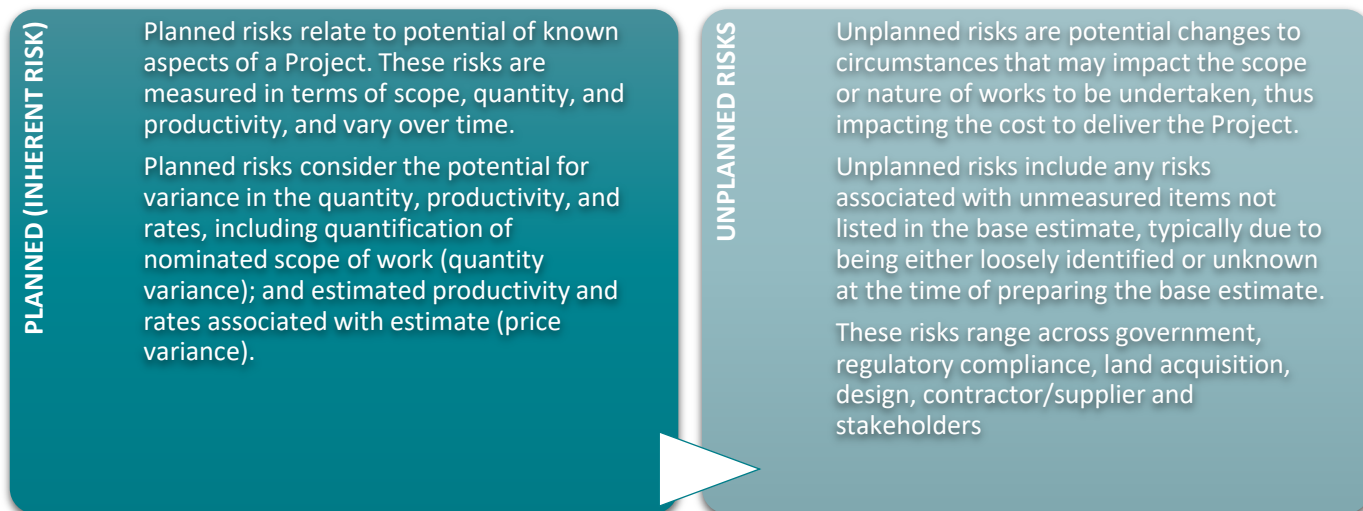 PLANNED (INHERENT RISK)
Planned risks relate to potential of known
aspects of a Project. These risks are
measured in terms of scope, quantity, and
productivity, and vary over time.
Planned risks consider the potential for
variance in the quantity, productivity, and
rates, including quantification of
nominated scope of work (quantity
variance); and estimated productivity and
rates associated with estimate (price
variance).
UNPLANNED RISKS
Unplanned risks are potential changes to
circumstances that may impact the scope
or nature of works to be undertaken, thus
impacting the cost to deliver the Project.
Unplanned risks include any risks
associated with unmeasured items not
listed in the base estimate, typically due to
being either loosely identified or unknown
at the time of preparing the base estimate.
These risks range across government,
regulatory compliance, land acquisition,
design, contractor/supplier and
stakeholders